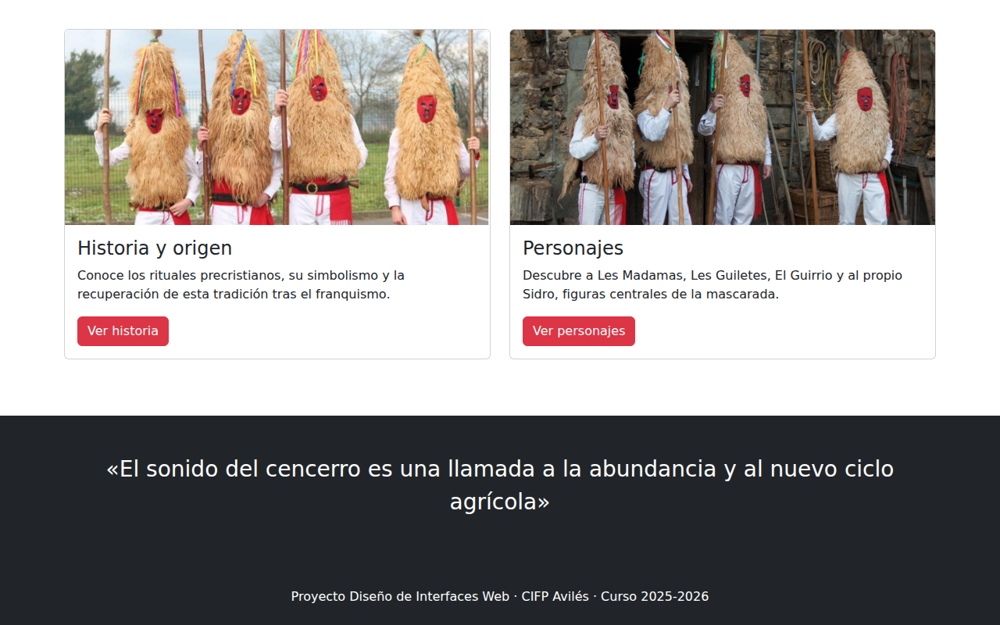 Historia y origen
Conoce los rituales precristianos, su simbolismo y la
recuperación de esta tradición tras el franquismo.
Ver historia
Personajes
Descubre a Les Madamas, Les Guiletes, El Guirrio y al propio
Sidro, figuras centrales de la mascarada.
Ver personajes
«El sonido del cencerro es una llamada a la abundancia y al nuevo ciclo
agrícola»
Proyecto Diseño de Interfaces Web · CIFP Avilés · Curso 2025-2026